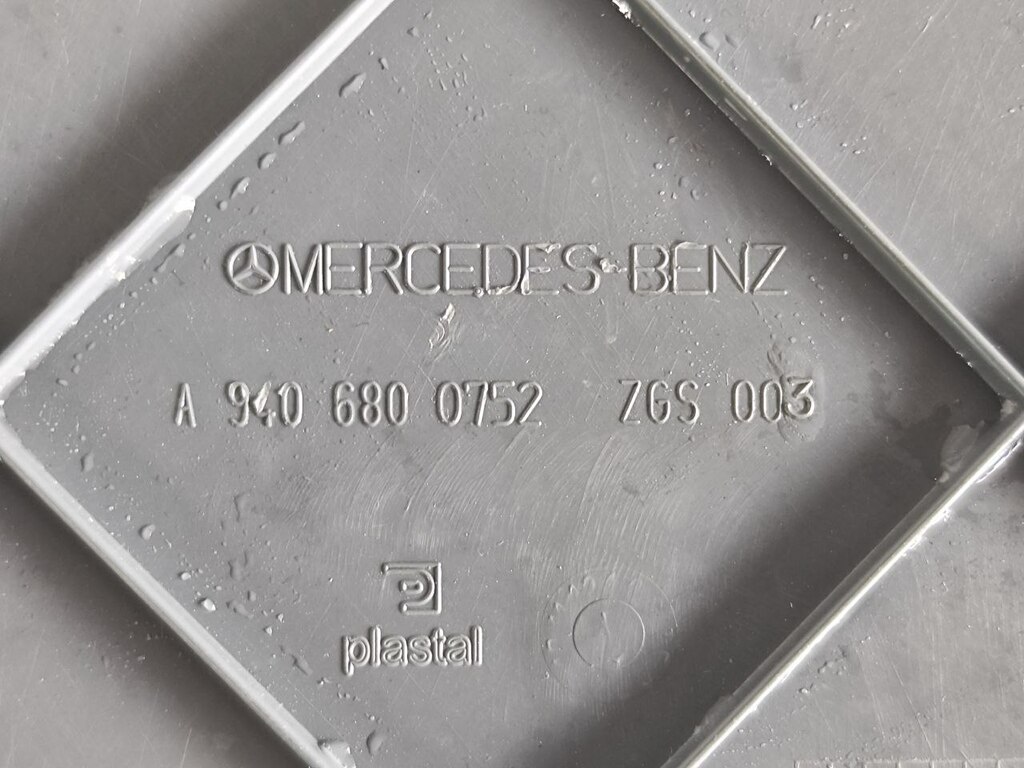 MERCEDES-BENZ
A 940 680 0752 ZGS 003
plastal